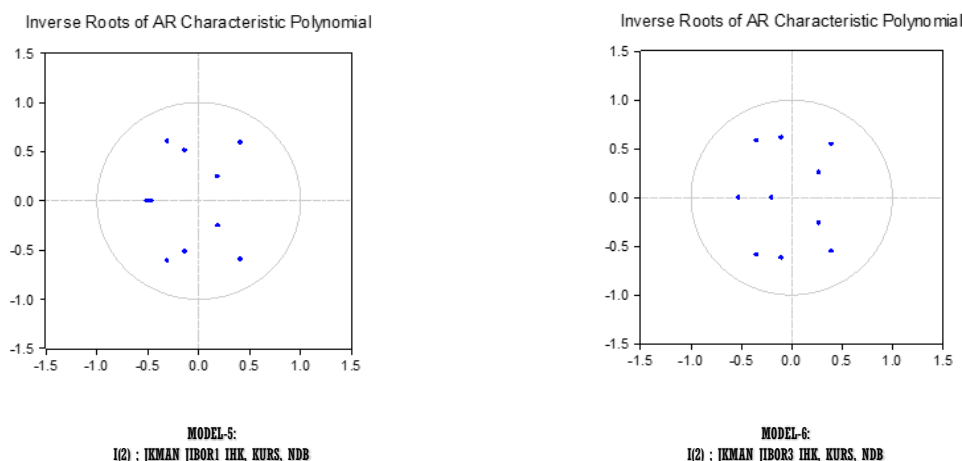 Inverse Roots of AR Characteristic Polynomial
1.5
1.0
0.5
0.0
-0.5
-1.0
-1.5
-1.5 -1.0 -0.5 0.0 0.5 1.0 1.5
MODEL-5:
I(2) ; JKMAN JIBOR1 IHK, KURS, NDB
Inverse Roots of AR Characteristic Polynomial
1.5
1.0
0.5
0.0
-0.5
-1.0
-1.5
-1.5 -1.0 -0.5 0.0 0.5 1.0 1.5
MODEL-6:
I(2) ; JKMAN JIBOR3 IHK, KURS, NDB